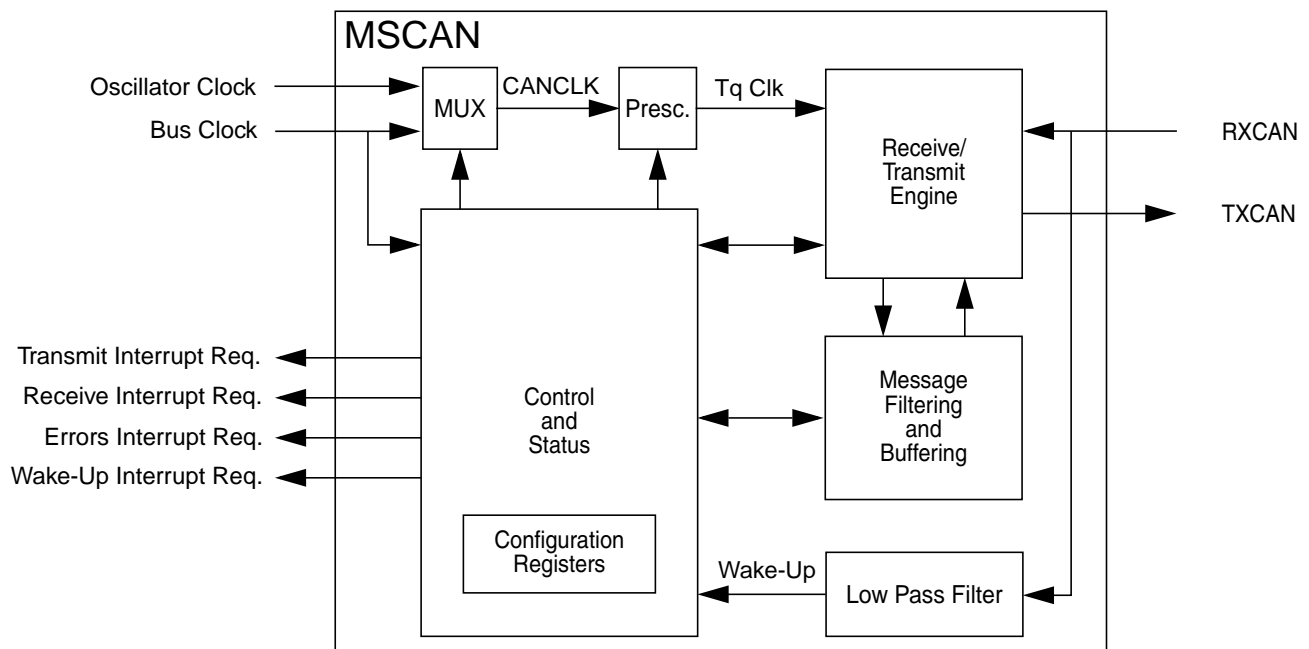 MSCAN
Oscillator Clock
Bus Clock
MUX
CANCLK
Presc.
Tq Clk
Receive/
Transmit
Engine
RXCAN
TXCAN
Transmit Interrupt Req.
Receive Interrupt Req.
Errors Interrupt Req.
Wake-Up Interrupt Req.
Control
and
Status
Message
Filtering
and
Buffering
Configuration
Registers
Wake-Up
Low Pass Filter